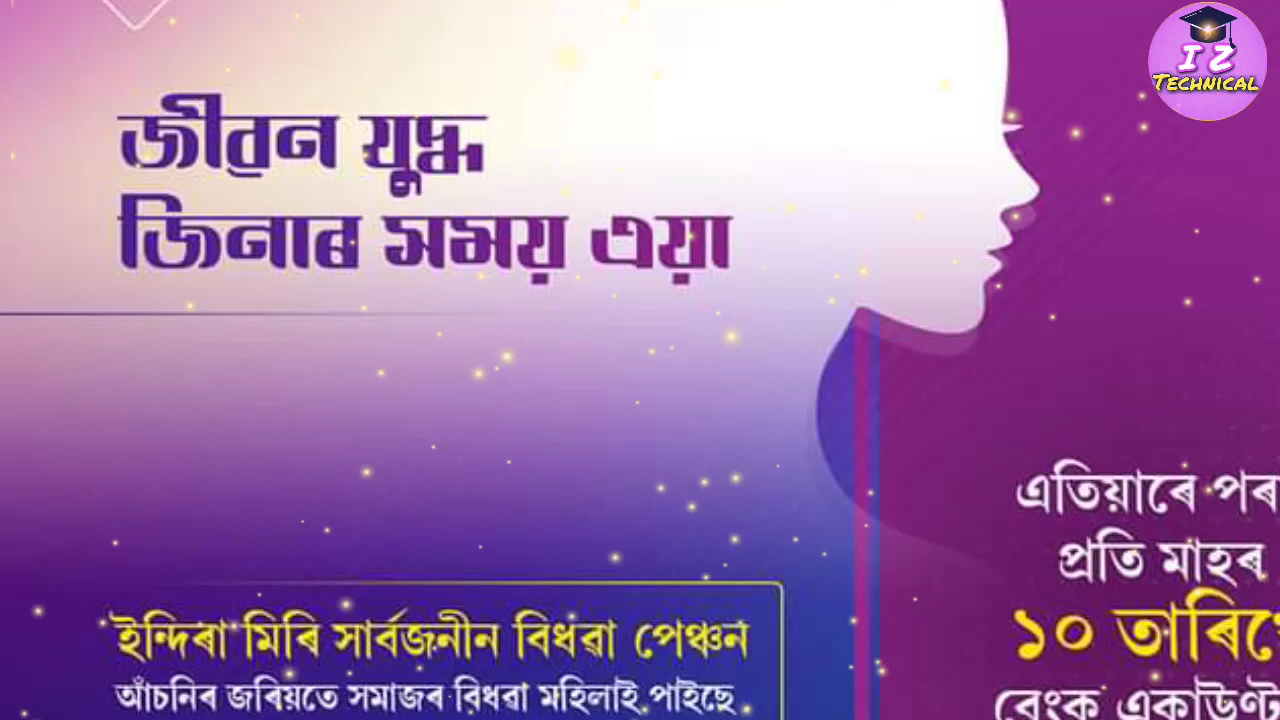 I Z
TECHNICAL
জীৱন যুদ্ধ
জিনাৰ সময় এয়া
ইন্দিৰা মিৰি সাৰ্বজনীন বিধৱা পেঞ্চন
আঁচনিৰ জৰিয়তে সমাজৰ বিধৱা মহিলাই পাইছে
এতিয়াৰে পৰ
প্ৰতি মাহৰ
১০ তাৰিখে
বেংক একাউণ্ট